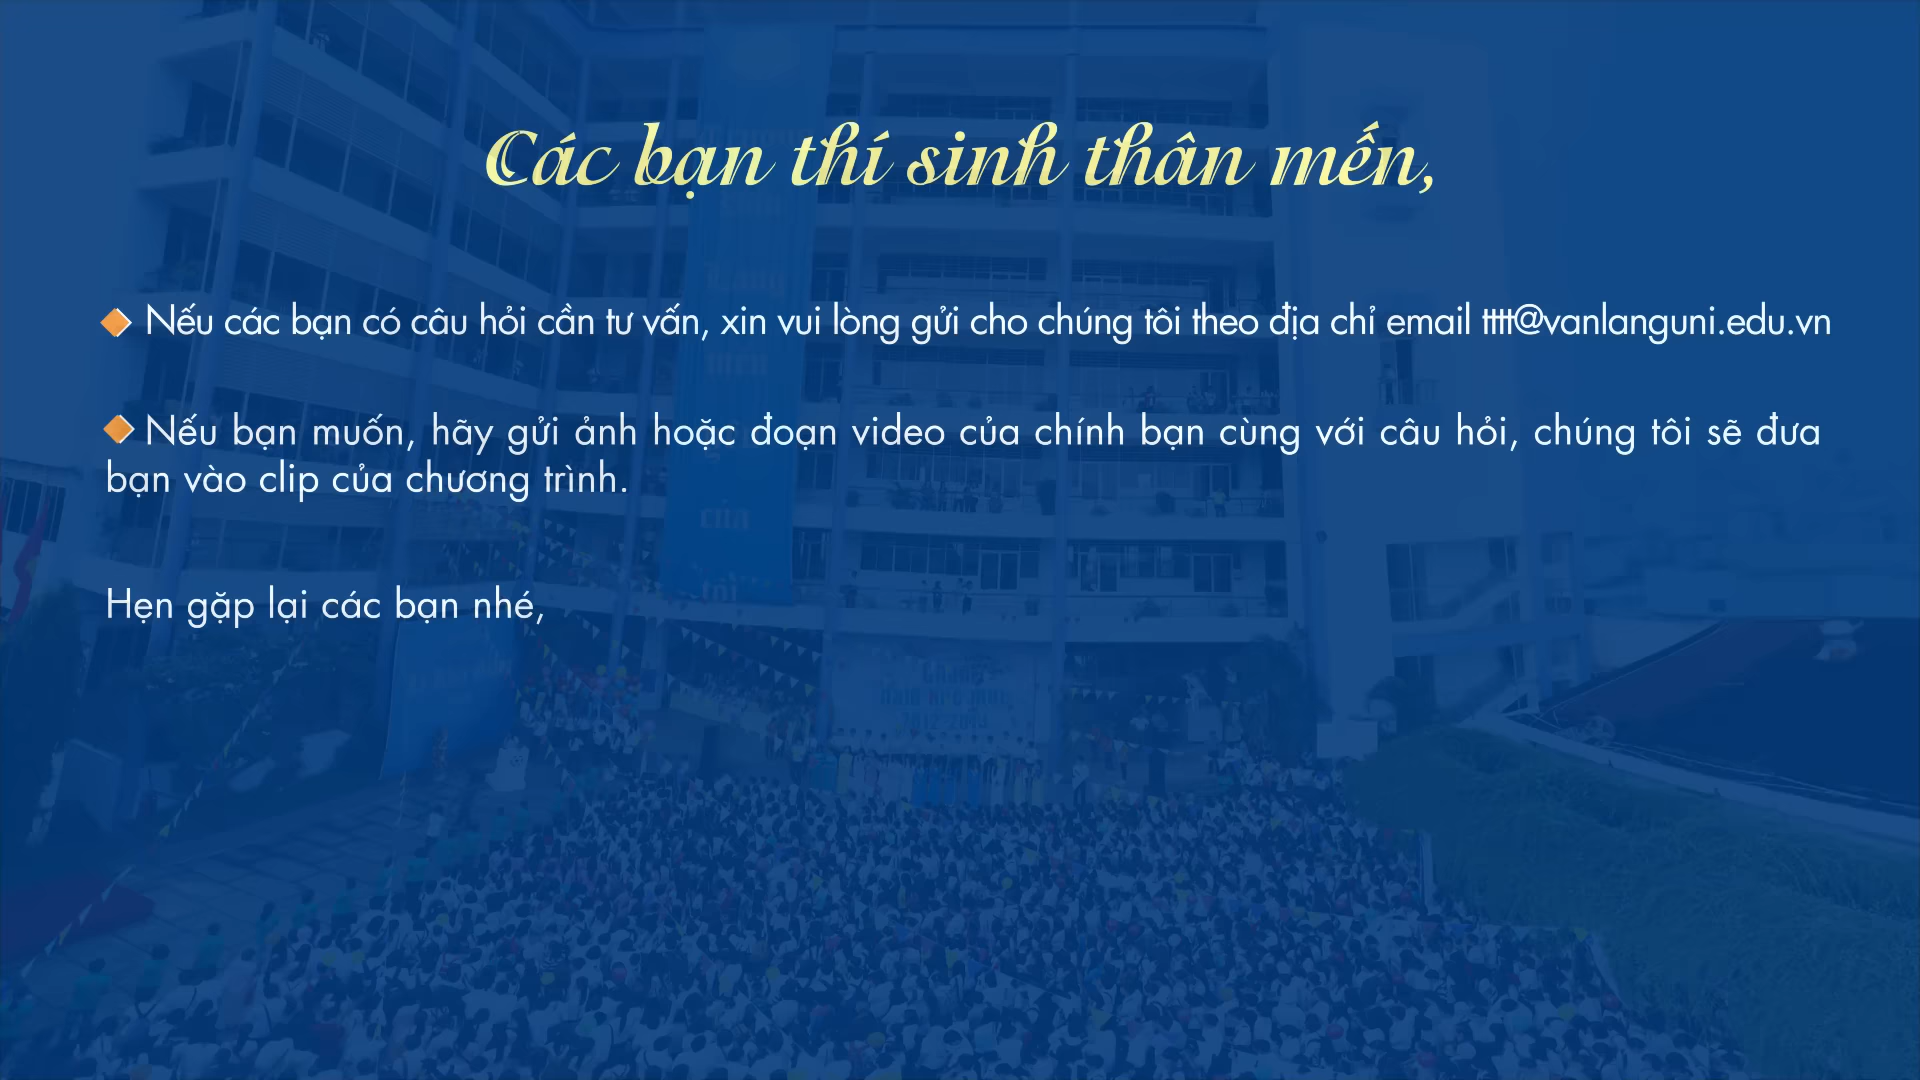 Các bạn thí sinh thân mến,
Nếu các bạn có câu hỏi cần tư vấn, xin vui lòng gửi cho chúng tôi theo địa chỉ email tttt@vanlanguni.edu.vn
Nếu bạn muốn, hãy gửi ảnh hoặc đoạn video của chính bạn cùng với câu hỏi, chúng tôi sẽ đưa
bạn vào clip của chương trình.
Hẹn gặp lại các bạn nhé,
của